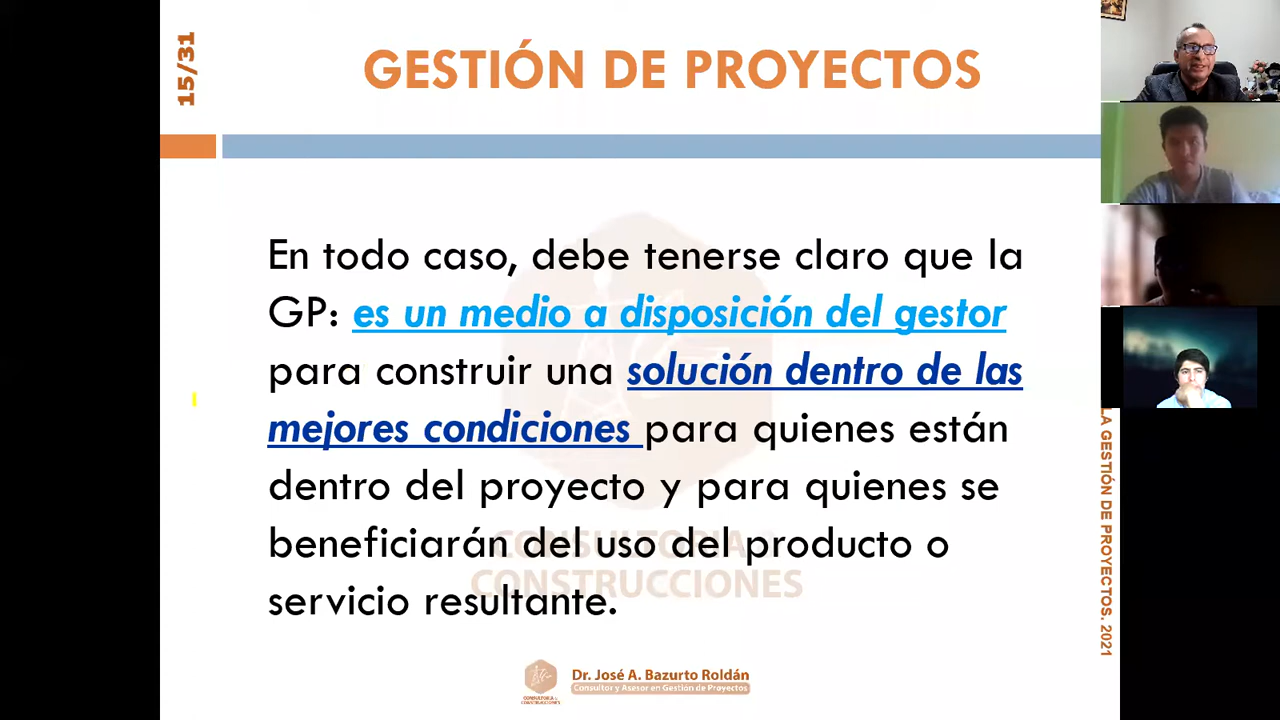 15/31
GESTIÓN DE PROYECTOS
En todo caso, debe tenerse claro que la
GP: es un medio a disposición del gestor
para construir una solución dentro de las
mejores condiciones para quienes están
dentro del proyecto y para quienes se
beneficiarán del uso del producto o
servicio resultante.
CONSULTORIA &
CONSTRUCCIONES
LA GESTIÓN DE PROYECTOS. 2021
CONSULTORIA &
CONSTRUCCIONES
Dr. José A. Bazurto Roldán
Consultor y Asesor en Gestión de Proyectos